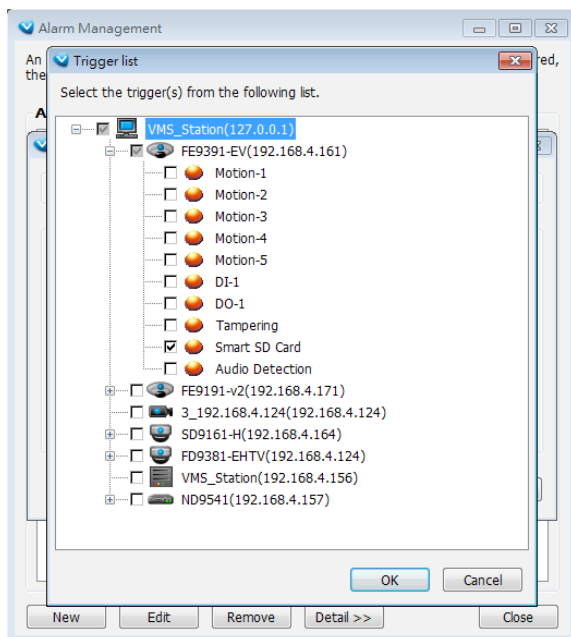 Alarm Management
An
red,
the
A
Trigger list
Select the trigger(s) from the following list.
VMS_Station(127.0.0.1)
FE9391-EV(192.168.4.161)
Motion-1
Motion-2
Motion-3
Motion-4
Motion-5
DI-1
DO-1
Tampering
Smart SD Card
Audio Detection
FE9191-v2(192.168.4.171)
3_192.168.4.124(192.168.4.124)
SD9161-H(192.168.4.164)
FD9381-EHTV(192.168.4.124)
VMS_Station(192.168.4.156)
ND9541(192.168.4.157)
OK Cancel
New Edit Remove Detail >> Close